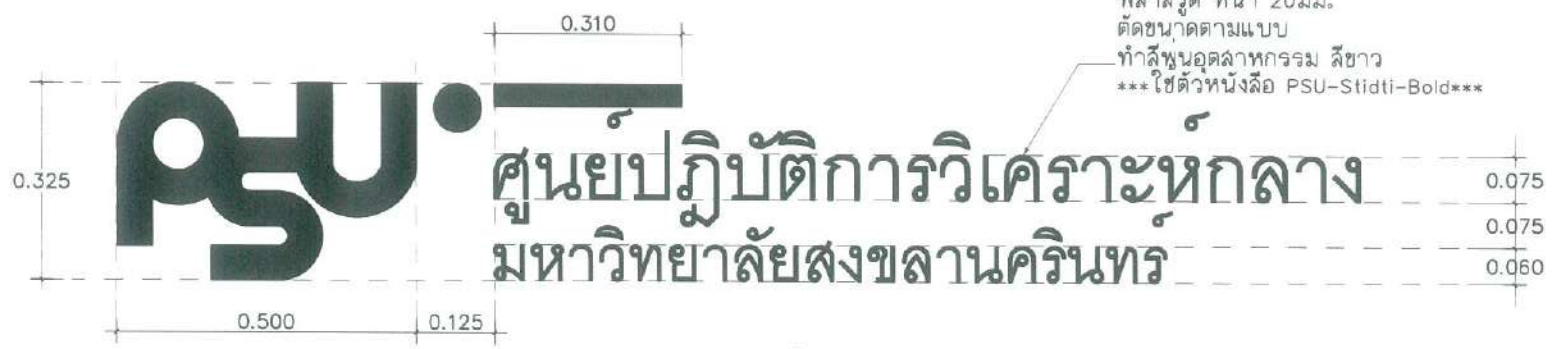 พลาสวูด หนา 20มม.
ตัดขนาดตามแบบ
ทำสีพ่นอุตสาหกรรม สีขาว
***ใช้ตัวหนังสือ PSU-Stidti-Bold***
0.310
PSU
ศูนย์ปฏิบัติการวิเคราะห์กลาง
มหาวิทยาลัยสงขลานครินทร์
0.325
0.075
0.075
0.060
0.500
0.125